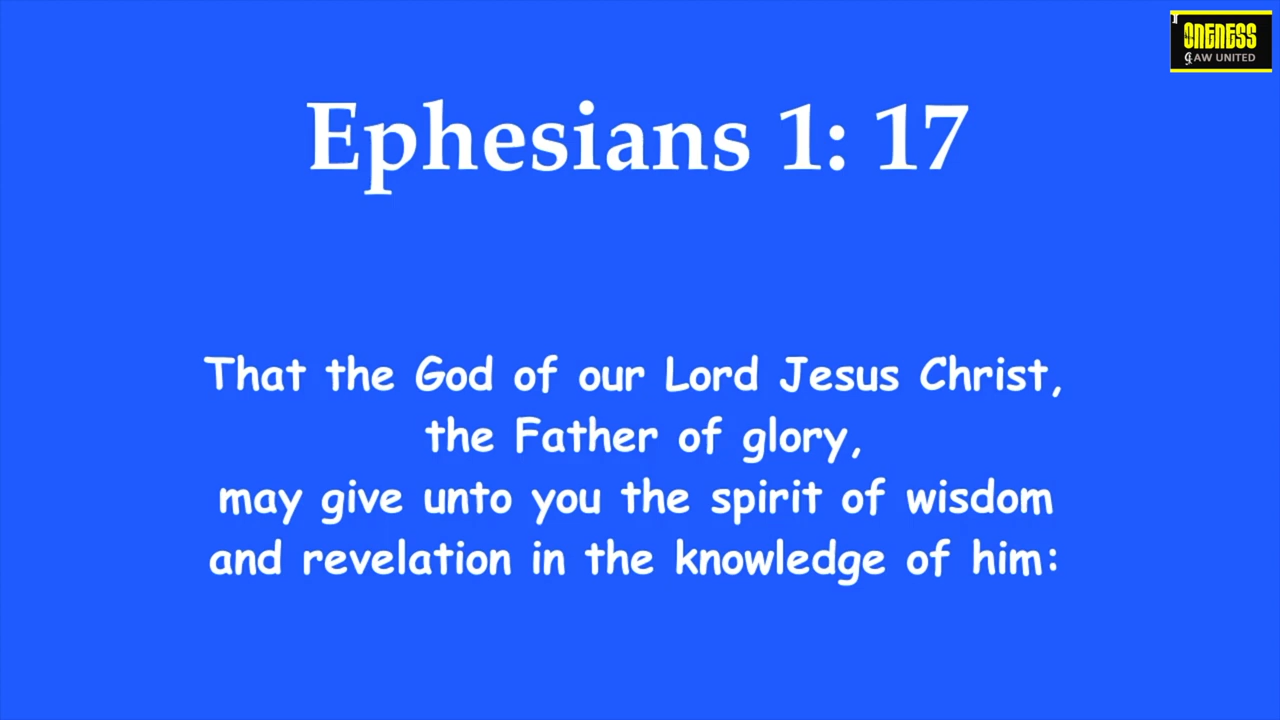 ONENESS
AW UNITED
Ephesians 1: 17
That the God of our Lord Jesus Christ,
the Father of glory,
may give unto you the spirit of wisdom
and revelation in the knowledge of him: